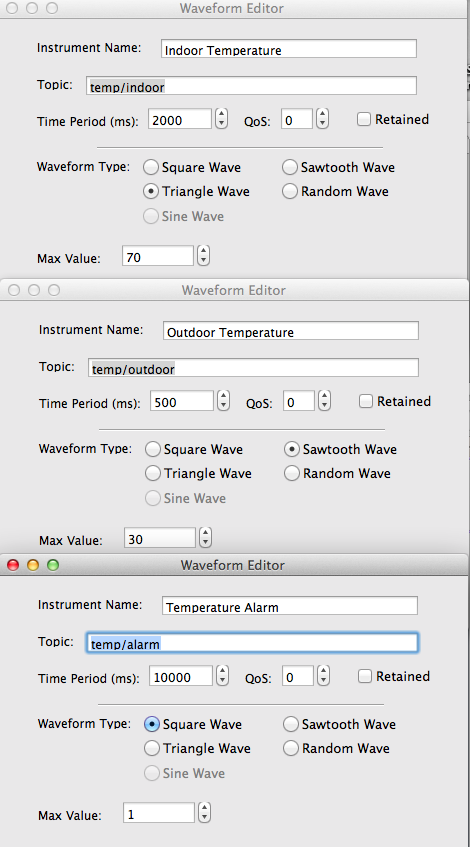 Waveform Editor
Instrument Name: Indoor Temperature
Topic: temp/indoor
Time Period (ms): 2000 QoS: 0 Retained
Waveform Type: Square Wave Sawtooth Wave
Triangle Wave Random Wave
Sine Wave
Max Value: 70
Waveform Editor
Instrument Name: Outdoor Temperature
Topic: temp/outdoor
Time Period (ms): 500 QoS: 0 Retained
Waveform Type: Square Wave Sawtooth Wave
Triangle Wave Random Wave
Sine Wave
Max Value: 30
Waveform Editor
Instrument Name: Temperature Alarm
Topic: temp/alarm
Time Period (ms): 10000 QoS: 0 Retained
Waveform Type: Square Wave Sawtooth Wave
Triangle Wave Random Wave
Sine Wave
Max Value: 1